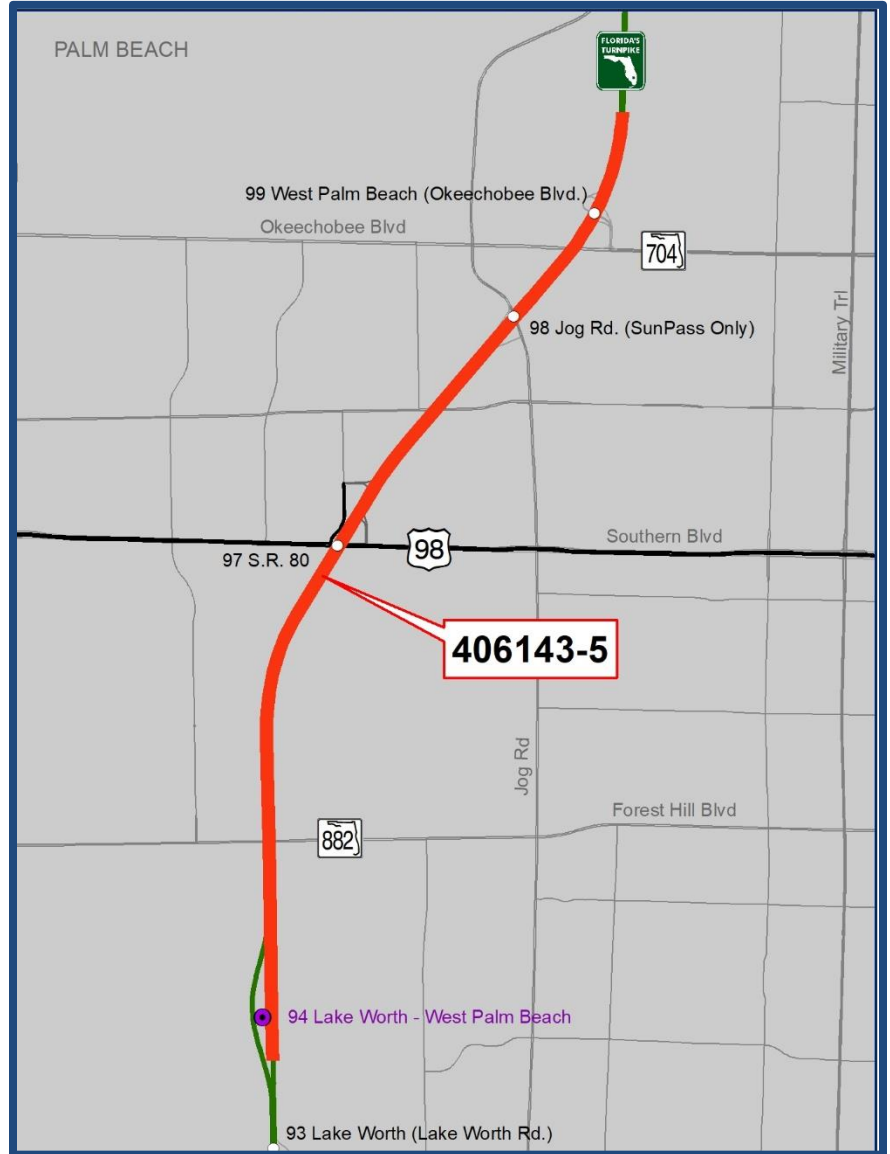 PALM BEACH
FLORIDA'S
TURNPIKE
99 West Palm Beach (Okeechobee Blvd.)
Okeechobee Blvd
704
98 Jog Rd. (SunPass Only)
Military Trl
Southern Blvd
98
97 S.R. 80
406143-5
Jog Rd
Forest Hill Blvd
882
94 Lake Worth - West Palm Beach
93 Lake Worth (Lake Worth Rd.)